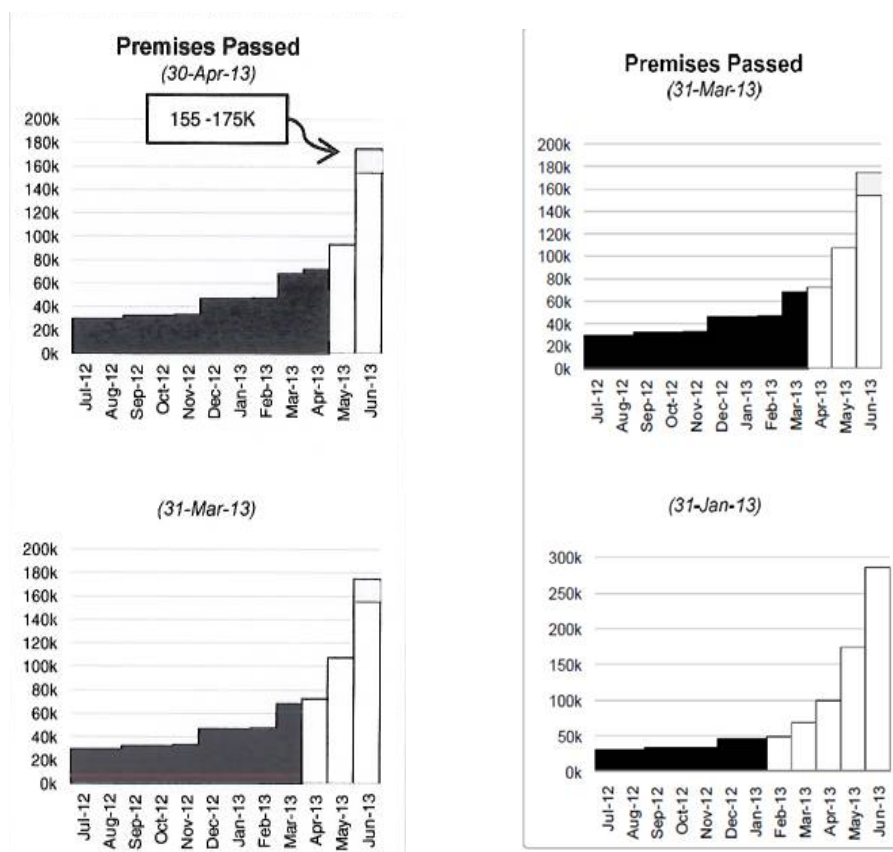 Premises Passed
(30-Apr-13)
155 -175K
200k
180k
160k
140k
120k
100k
80k
60k
40k
20k
0k
Jul-12
Aug-12
Sep-12
Oct-12
Nov-12
Dec-12
Jan-13
Feb-13
Mar-13
Apr-13
May-13
Jun-13
Premises Passed
(31-Mar-13)
200k
180k
160k
140k
120k
100k
80k
60k
40k
20k
0k
Jul-12
Aug-12
Sep-12
Oct-12
Nov-12
Dec-12
Jan-13
Feb-13
Mar-13
Apr-13
May-13
Jun-13
(31-Mar-13)
200k
180k
160k
140k
120k
100k
80k
60k
40k
20k
0k
Jul-12
Aug-12
Sep-12
Oct-12
Nov-12
Dec-12
Jan-13
Feb-13
Mar-13
Apr-13
May-13
Jun-13
(31-Jan-13)
300k
250k
200k
150k
100k
50k
0k
Jul-12
Aug-12
Sep-12
Oct-12
Nov-12
Dec-12
Jan-13
Feb-13
Mar-13
Apr-13
May-13
Jun-13